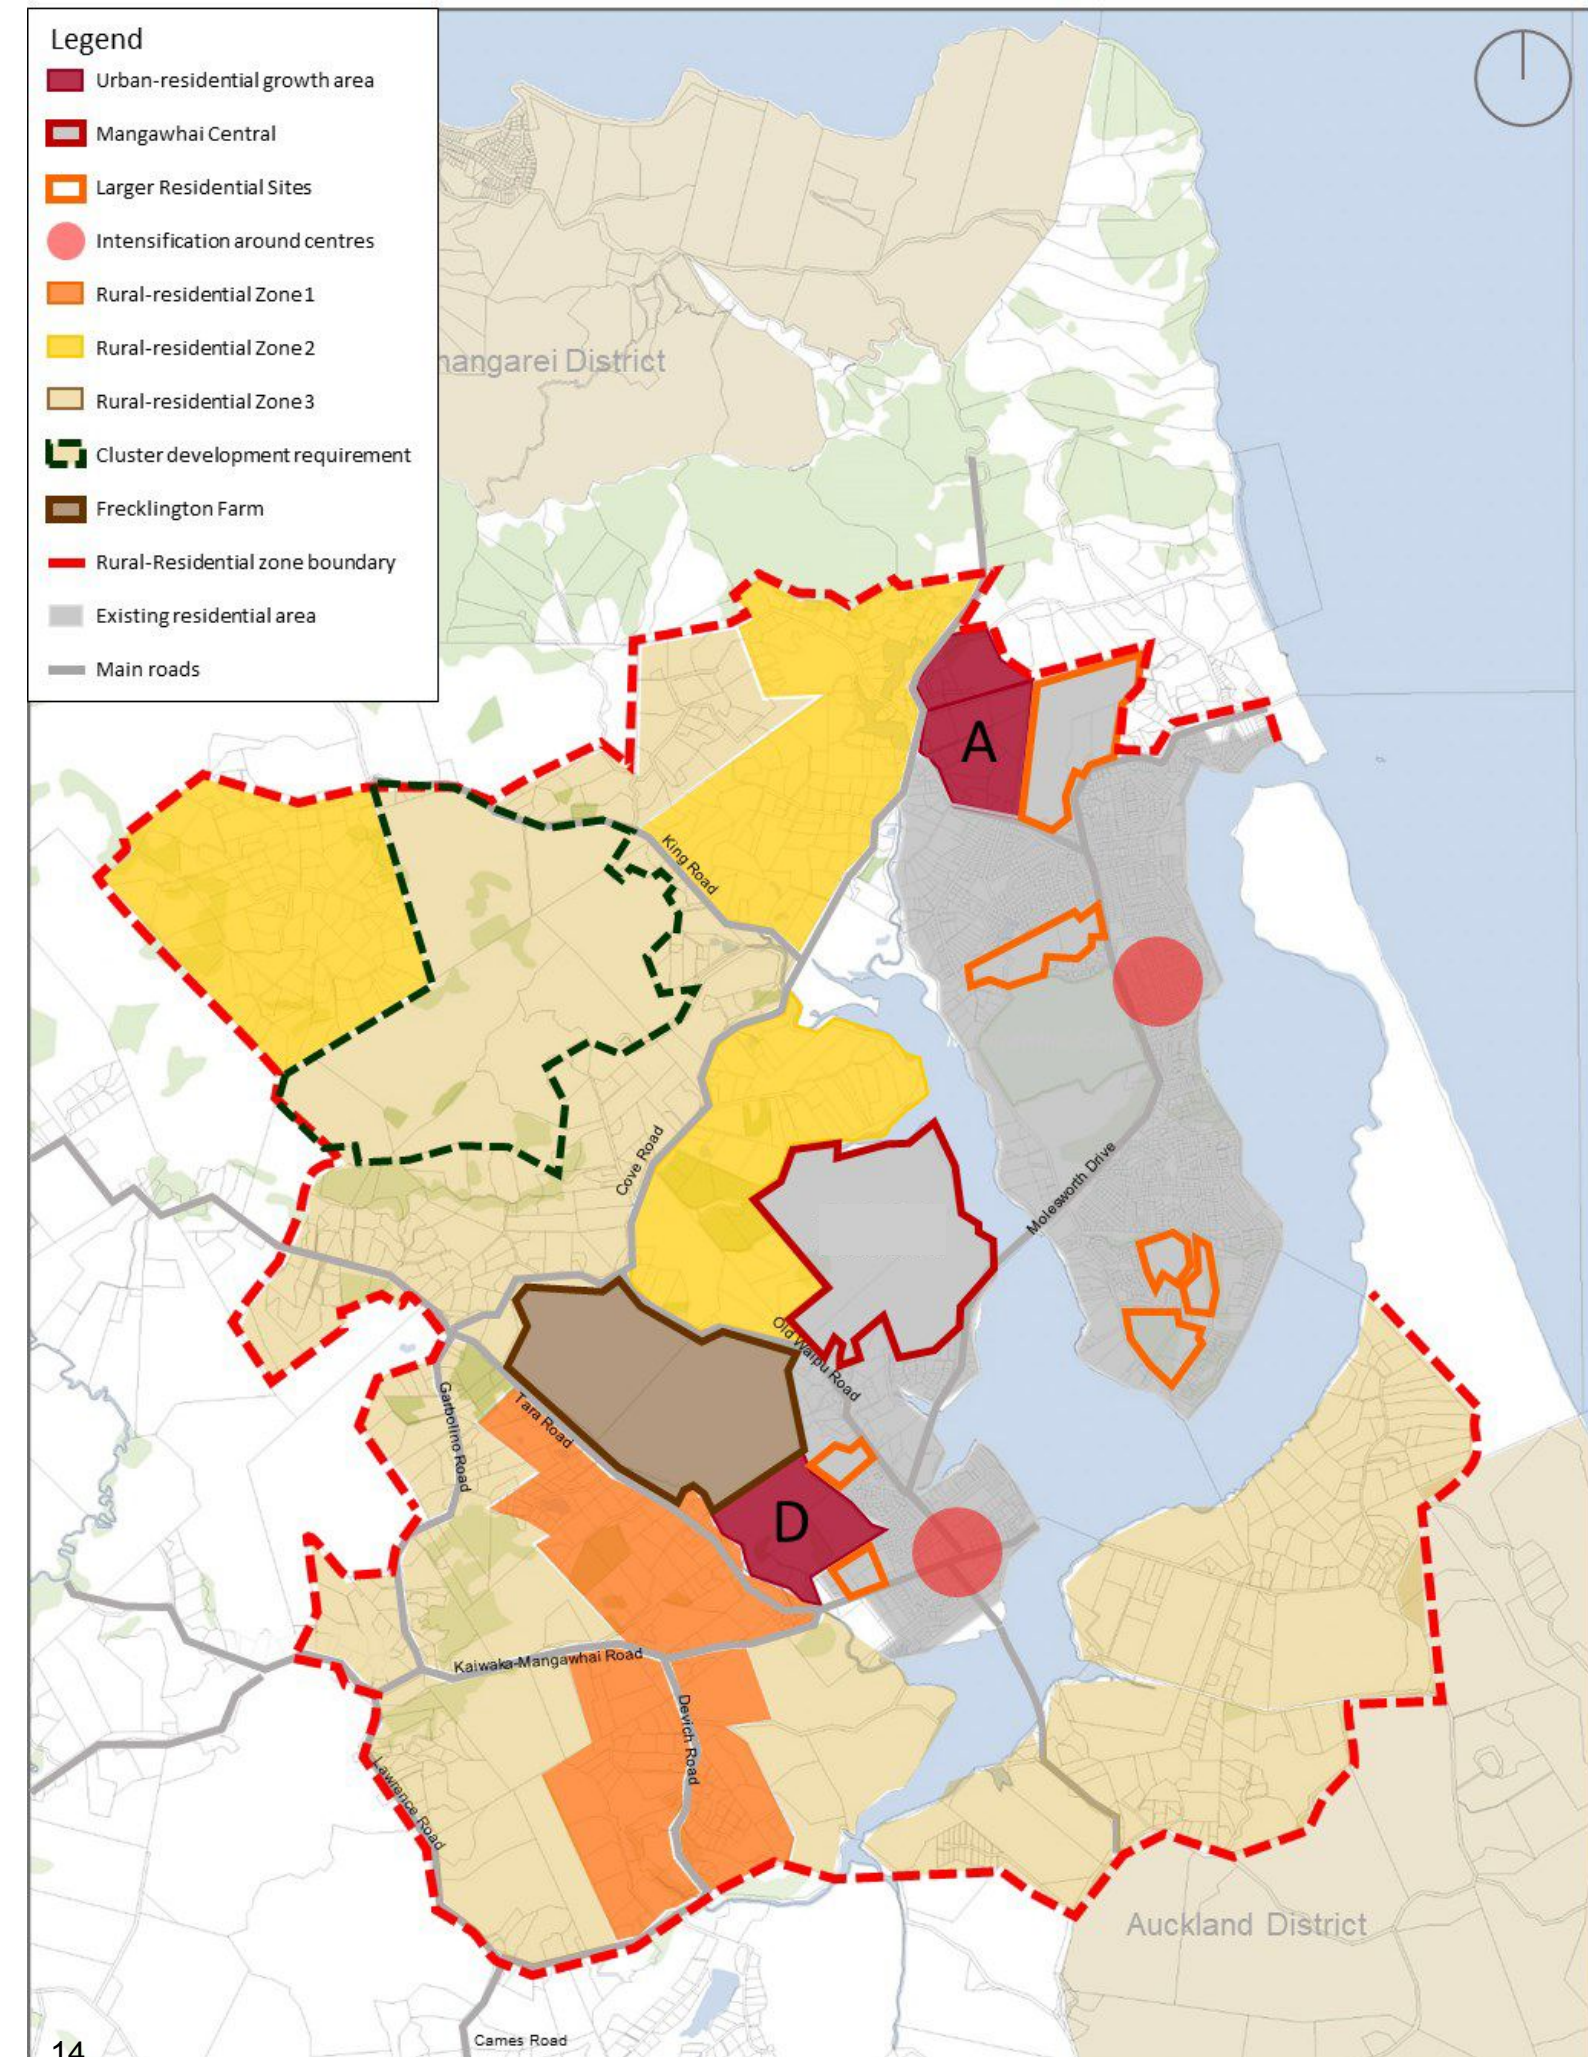 Legend
Urban-residential growth area
Mangawhai Central
Larger Residential Sites
Intensification around centres
Rural-residential Zone 1
Rural-residential Zone 2
Rural-residential Zone 3
Cluster development requirement
Frecklington Farm
Rural-Residential zone boundary
Existing residential area
Main roads
hangarei District
A
King Road
Cove Road
Molesworth Drive
Old Waipu Road
Garbolino Road
Tara Road
D
Kaiwaka-Mangawhai Road
Devich Road
Lawrence Road
Auckland District
Cames Road
14